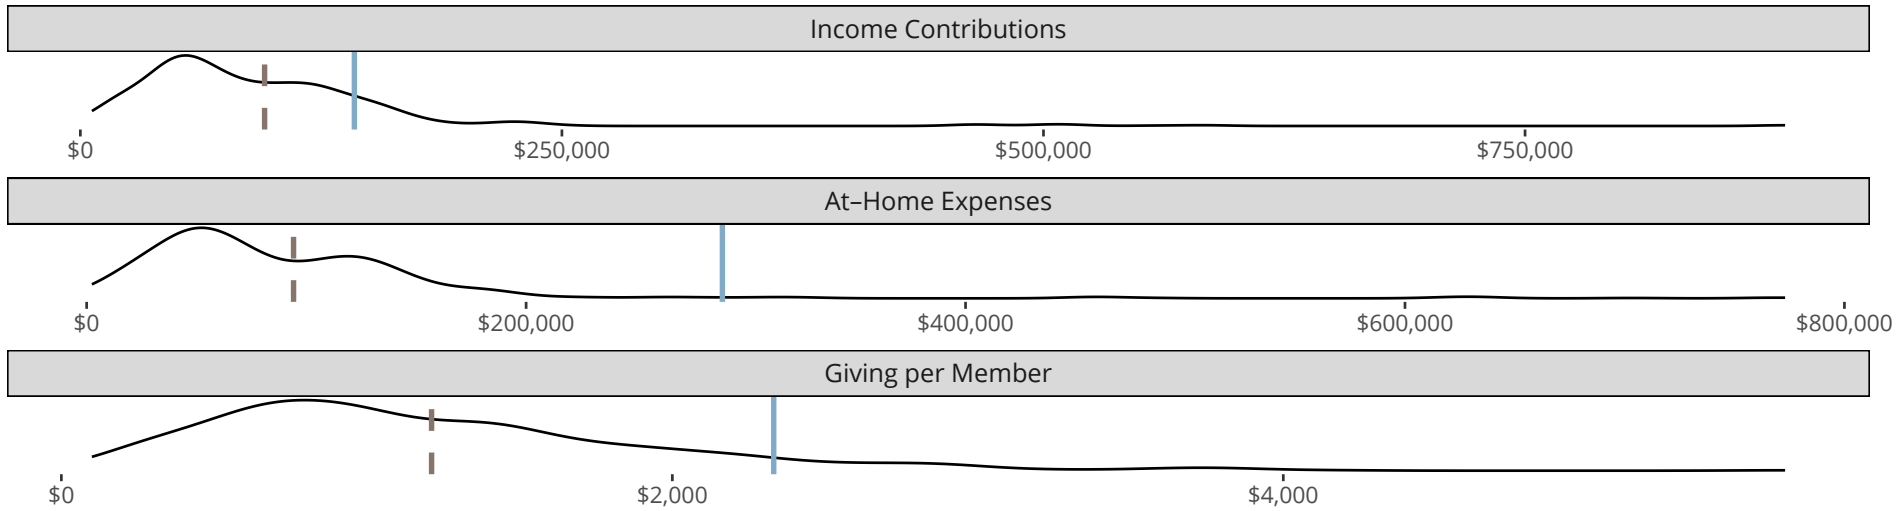 Income Contributions
$0 $250,000 $500,000 $750,000
At–Home Expenses
$0 $200,000 $400,000 $600,000 $800,000
Giving per Member
$0 $2,000 $4,000